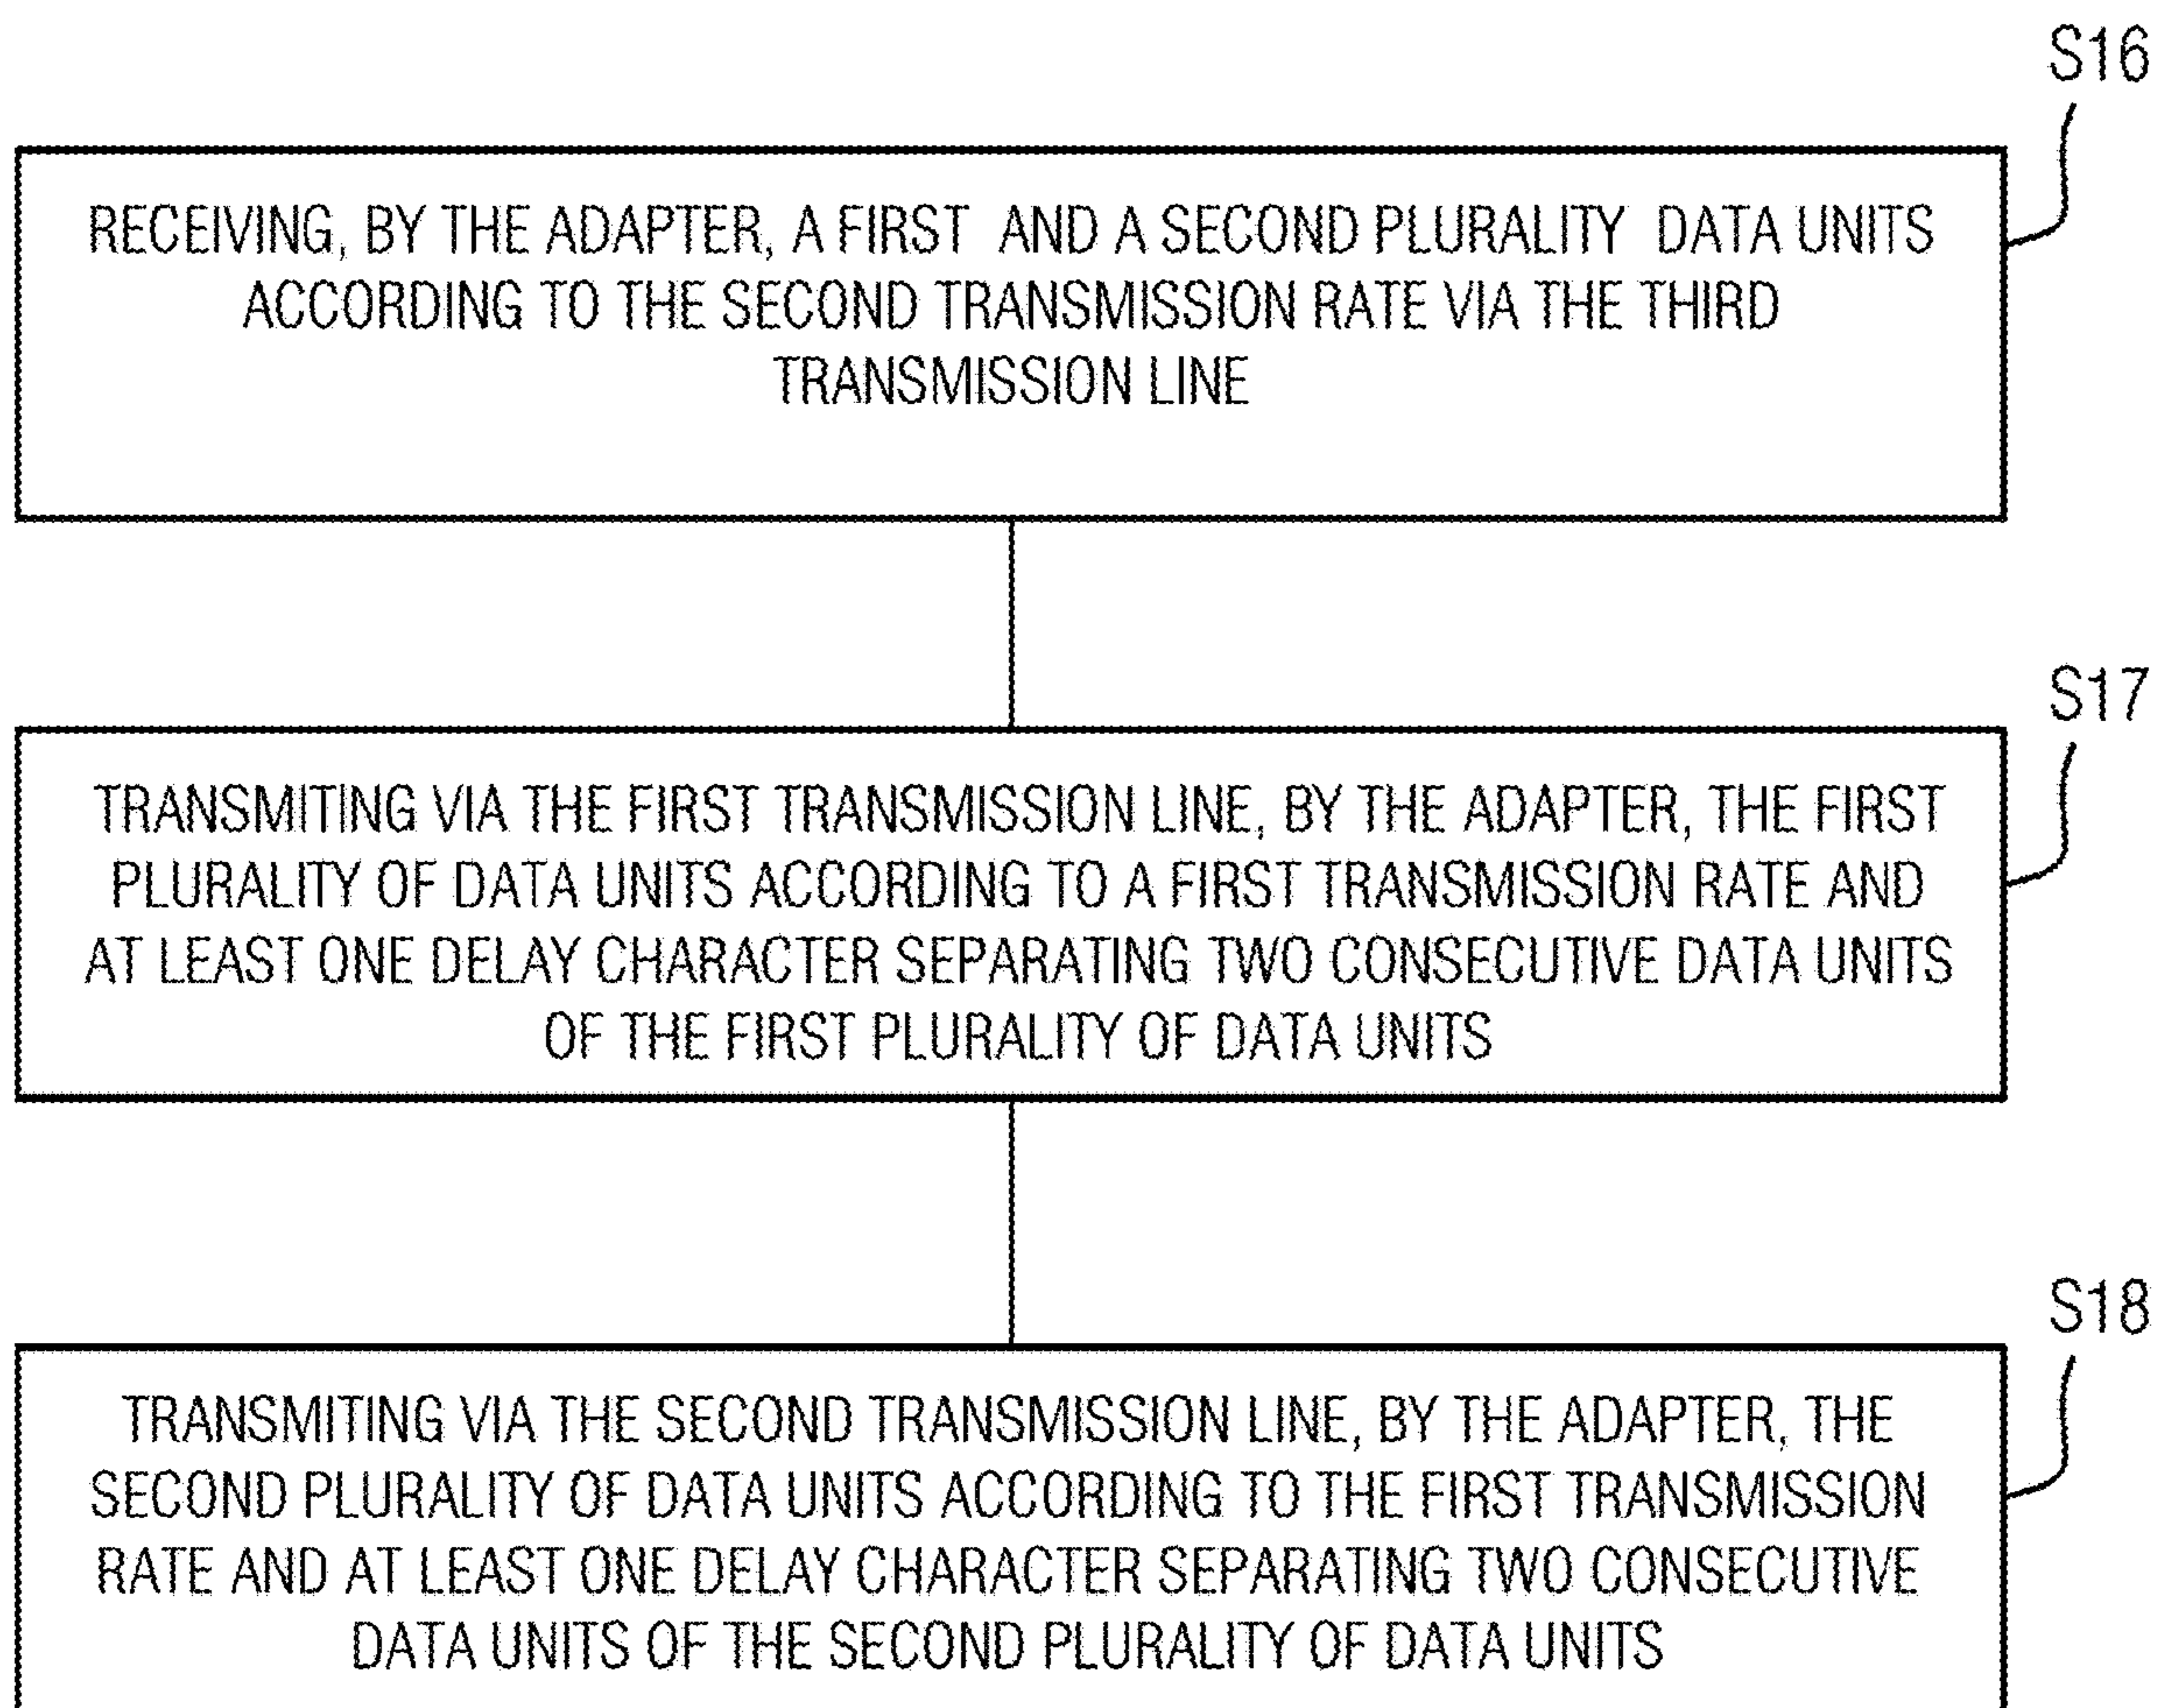 S16
RECEIVING, BY THE ADAPTER, A FIRST AND A SECOND PLURALITY DATA UNITS
ACCORDING TO THE SECOND TRANSMISSION RATE VIA THE THIRD
TRANSMISSION LINE
S17
TRANSMITING VIA THE FIRST TRANSMISSION LINE, BY THE ADAPTER, THE FIRST
PLURALITY OF DATA UNITS ACCORDING TO A FIRST TRANSMISSION RATE AND
AT LEAST ONE DELAY CHARACTER SEPARATING TWO CONSECUTIVE DATA UNITS
OF THE FIRST PLURALITY OF DATA UNITS
S18
TRANSMITING VIA THE SECOND TRANSMISSION LINE, BY THE ADAPTER, THE
SECOND PLURALITY OF DATA UNITS ACCORDING TO THE FIRST TRANSMISSION
RATE AND AT LEAST ONE DELAY CHARACTER SEPARATING TWO CONSECUTIVE
DATA UNITS OF THE SECOND PLURALITY OF DATA UNITS